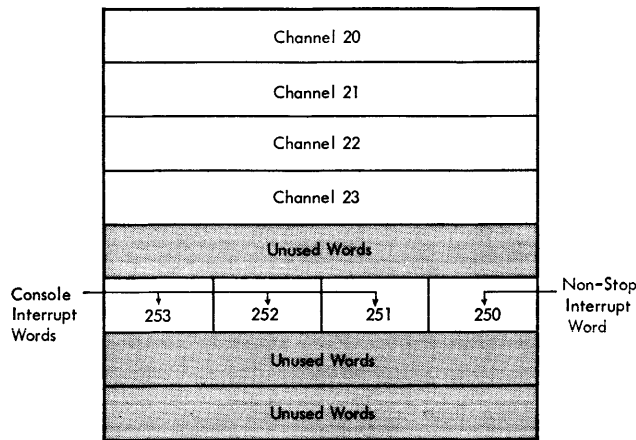 Channel 20
Channel 21
Channel 22
Channel 23
Unused Words
Console
Interrupt
Words
253
252
251
250
Non-Stop
Interrupt
Word
Unused Words
Unused Words